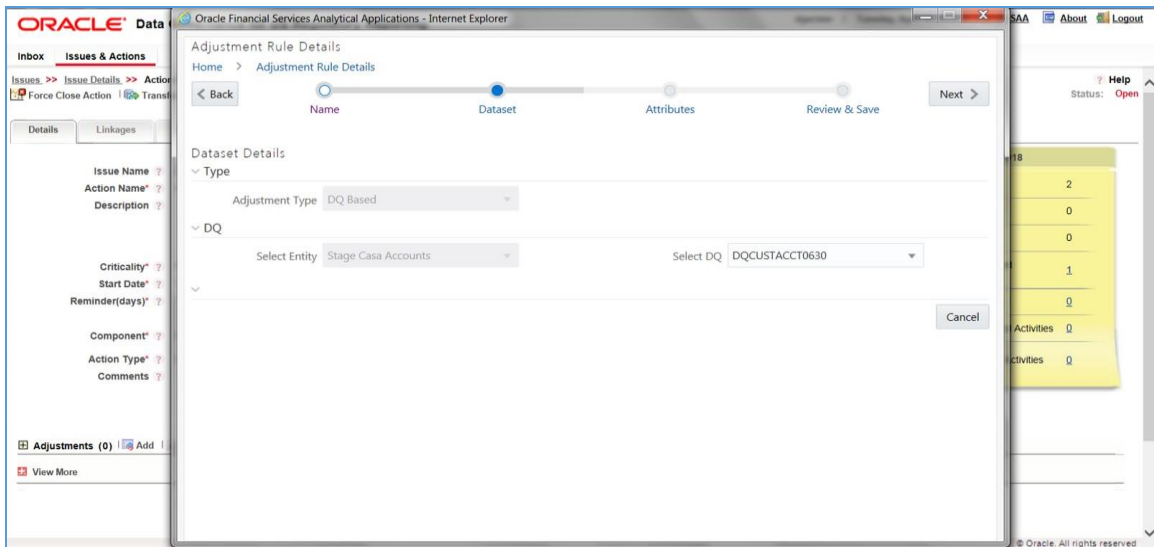 ORACLE Data
Oracle Financial Services Analytical Applications - Internet Explorer
SAA About Logout
Inbox Issues & Actions
Issues >> Issue Details >> Action
? Help
Force Close Action Transf
Status: Open
Adjustment Rule Details
Home > Adjustment Rule Details
< Back
Name
Dataset
Attributes
Review & Save
Next >
Details Linkages
Dataset Details
Type
Adjustment Type DQ Based
DQ
Select Entity Stage Casa Accounts Select DQ DQCUSTACCT0630
Cancel
Issue Name ?
Action Name* ?
Description ?
Criticality* ?
Start Date* ?
Reminder(days)* ?
Component* ?
Action Type* ?
Comments ?
18
2
0
0
1
0
Activities 0
ctivities 0
Adjustments (0) Add
View More
© Oracle. All rights reserved